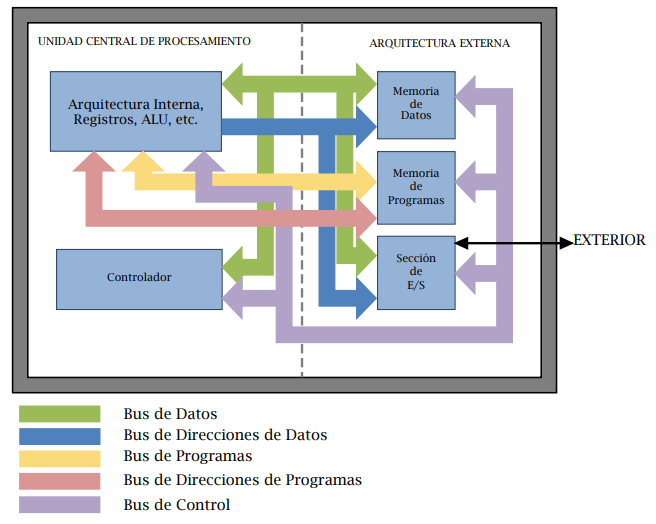 UNIDAD CENTRAL DE PROCESAMIENTO
ARQUITECTURA EXTERNA
Arquitectura Interna,
Registros, ALU, etc.
Memoria
de
Datos
Memoria
de
Programas
Controlador
Sección
de
E/S
EXTERIOR
Bus de Datos
Bus de Direcciones de Datos
Bus de Programas
Bus de Direcciones de Programas
Bus de Control